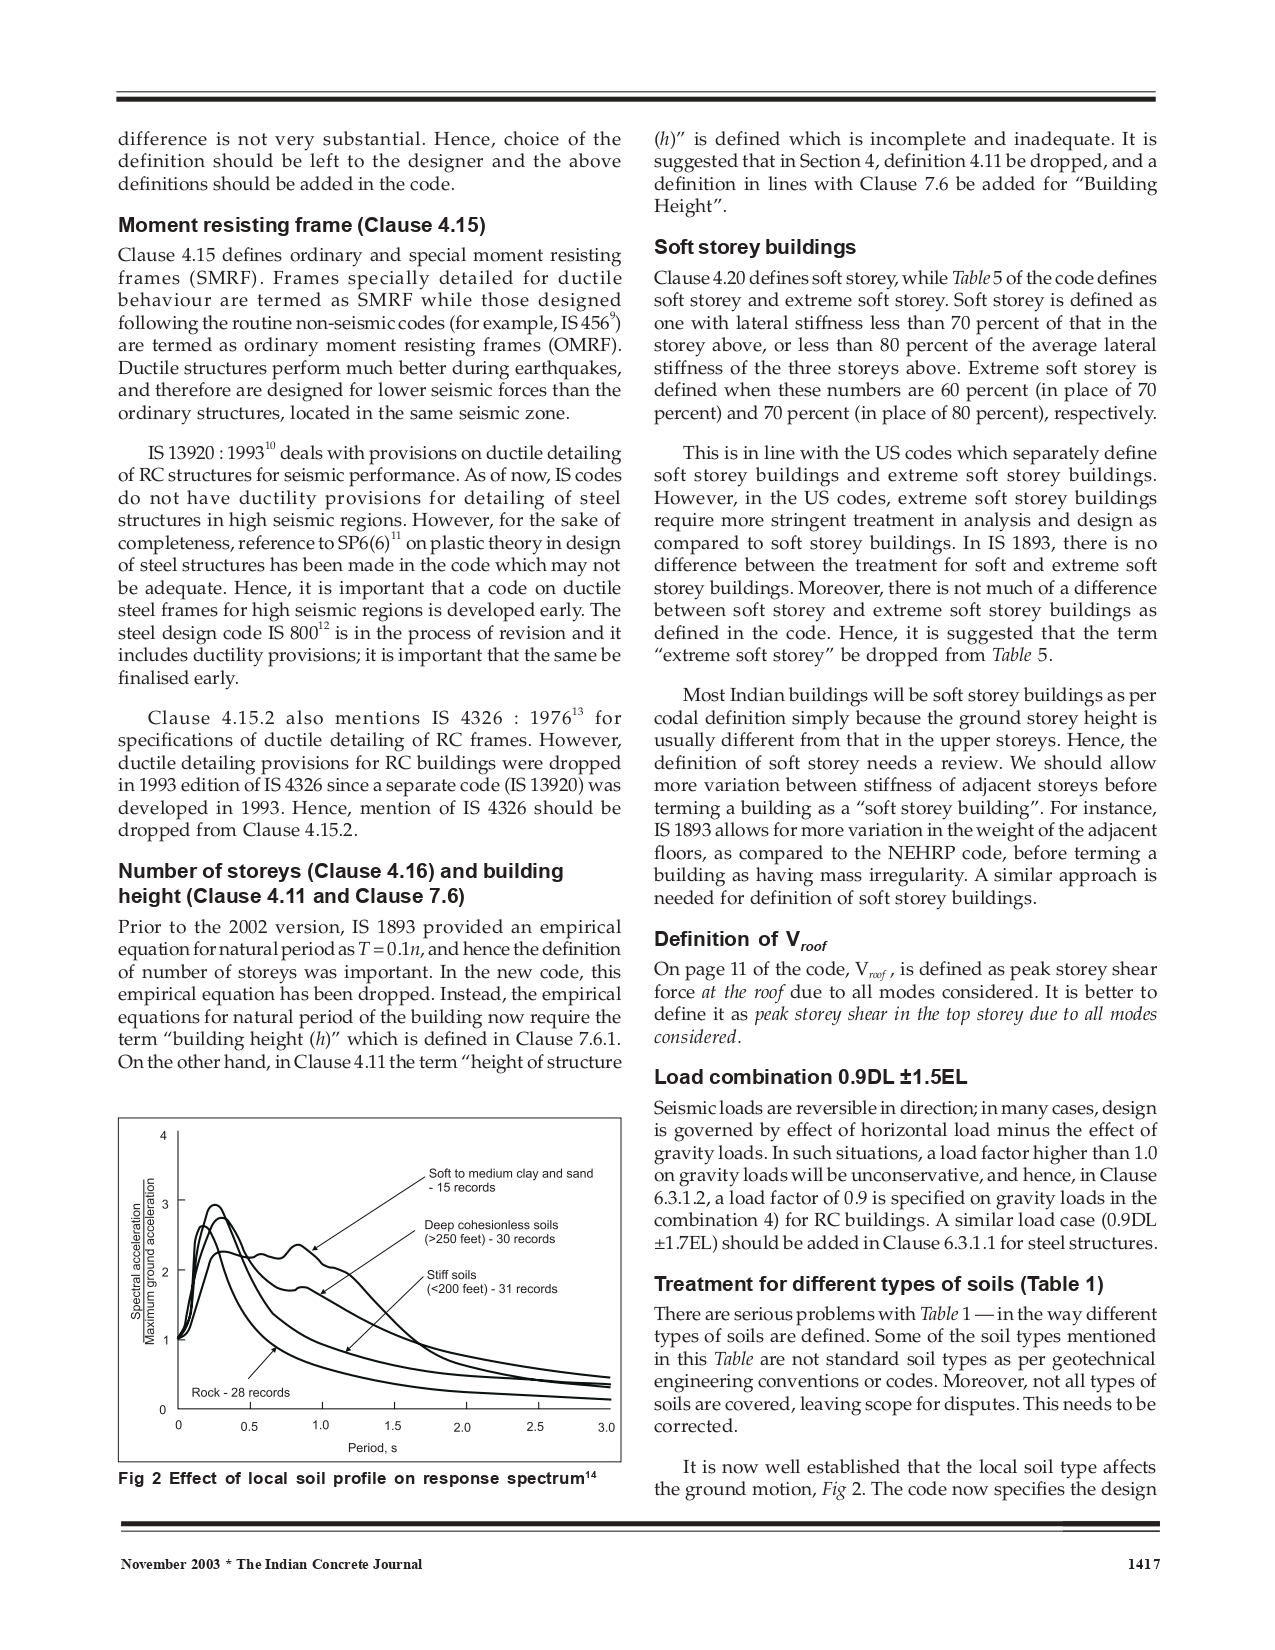 difference is not very substantial. Hence, choice of the
definition should be left to the designer and the above
definitions should be added in the code.
Moment resisting frame (Clause 4.15)
Clause 4.15 defines ordinary and special moment resisting
frames (SMRF). Frames specially detailed for ductile
behaviour are termed as SMRF while those designed
following the routine non-seismic codes (for example, IS 456⁹)
are termed as ordinary moment resisting frames (OMRF).
Ductile structures perform much better during earthquakes,
and therefore are designed for lower seismic forces than the
ordinary structures, located in the same seismic zone.
IS 13920 : 1993¹⁰ deals with provisions on ductile detailing
of RC structures for seismic performance. As of now, IS codes
do not have ductility provisions for detailing of steel
structures in high seismic regions. However, for the sake of
completeness, reference to SP6(6)¹¹ on plastic theory in design
of steel structures has been made in the code which may not
be adequate. Hence, it is important that a code on ductile
steel frames for high seismic regions is developed early. The
steel design code IS 800¹² is in the process of revision and it
includes ductility provisions; it is important that the same be
finalised early.
Clause 4.15.2 also mentions IS 4326 : 1976¹³ for
specifications of ductile detailing of RC frames. However,
ductile detailing provisions for RC buildings were dropped
in 1993 edition of IS 4326 since a separate code (IS 13920) was
developed in 1993. Hence, mention of IS 4326 should be
dropped from Clause 4.15.2.
Number of storeys (Clause 4.16) and building
height (Clause 4.11 and Clause 7.6)
Prior to the 2002 version, IS 1893 provided an empirical
equation for natural period as T = 0.1n, and hence the definition
of number of storeys was important. In the new code, this
empirical equation has been dropped. Instead, the empirical
equations for natural period of the building now require the
term “building height (h)” which is defined in Clause 7.6.1.
On the other hand, in Clause 4.11 the term “height of structure
4
3
2
1
0
Spectral acceleration
Maximum ground acceleration
Soft to medium clay and sand
- 15 records
Deep cohesionless soils
(>250 feet) - 30 records
Stiff soils
(<200 feet) - 31 records
Rock - 28 records
0 0.5 1.0 1.5 2.0 2.5 3.0
Period, s
Fig 2 Effect of local soil profile on response spectrum¹⁴
(h)” is defined which is incomplete and inadequate. It is
suggested that in Section 4, definition 4.11 be dropped, and a
definition in lines with Clause 7.6 be added for “Building
Height”.
Soft storey buildings
Clause 4.20 defines soft storey, while Table 5 of the code defines
soft storey and extreme soft storey. Soft storey is defined as
one with lateral stiffness less than 70 percent of that in the
storey above, or less than 80 percent of the average lateral
stiffness of the three storeys above. Extreme soft storey is
defined when these numbers are 60 percent (in place of 70
percent) and 70 percent (in place of 80 percent), respectively.
This is in line with the US codes which separately define
soft storey buildings and extreme soft storey buildings.
However, in the US codes, extreme soft storey buildings
require more stringent treatment in analysis and design as
compared to soft storey buildings. In IS 1893, there is no
difference between the treatment for soft and extreme soft
storey buildings. Moreover, there is not much of a difference
between soft storey and extreme soft storey buildings as
defined in the code. Hence, it is suggested that the term
“extreme soft storey” be dropped from Table 5.
Most Indian buildings will be soft storey buildings as per
codal definition simply because the ground storey height is
usually different from that in the upper storeys. Hence, the
definition of soft storey needs a review. We should allow
more variation between stiffness of adjacent storeys before
terming a building as a “soft storey building”. For instance,
IS 1893 allows for more variation in the weight of the adjacent
floors, as compared to the NEHRP code, before terming a
building as having mass irregularity. A similar approach is
needed for definition of soft storey buildings.
Definition of Vroof
On page 11 of the code, Vroof , is defined as peak storey shear
force at the roof due to all modes considered. It is better to
define it as peak storey shear in the top storey due to all modes
considered.
Load combination 0.9DL ±1.5EL
Seismic loads are reversible in direction; in many cases, design
is governed by effect of horizontal load minus the effect of
gravity loads. In such situations, a load factor higher than 1.0
on gravity loads will be unconservative, and hence, in Clause
6.3.1.2, a load factor of 0.9 is specified on gravity loads in the
combination 4) for RC buildings. A similar load case (0.9DL
±1.7EL) should be added in Clause 6.3.1.1 for steel structures.
Treatment for different types of soils (Table 1)
There are serious problems with Table 1 — in the way different
types of soils are defined. Some of the soil types mentioned
in this Table are not standard soil types as per geotechnical
engineering conventions or codes. Moreover, not all types of
soils are covered, leaving scope for disputes. This needs to be
corrected.
It is now well established that the local soil type affects
the ground motion, Fig 2. The code now specifies the design
November 2003 * The Indian Concrete Journal
1417